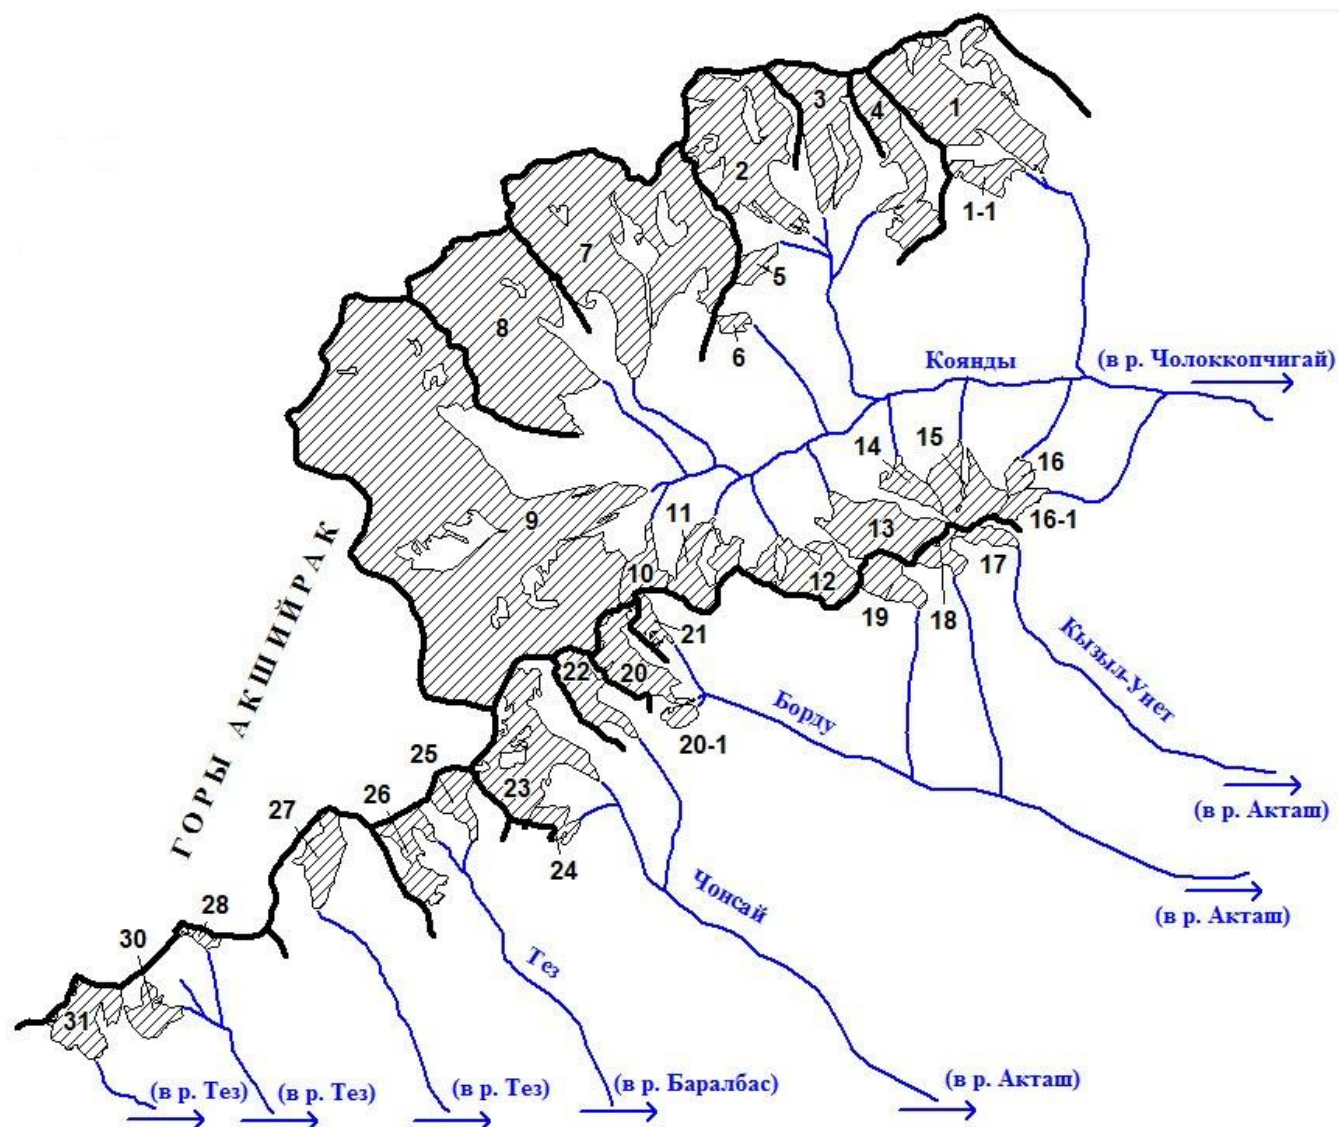 3
4
1
2
1-1
7
5
8
6
Коянды
(в р. Чолоккопчигай)
14
15
16
9
11
16-1
13
17
10
12
19
18
21
ГОРЫ АКШИЙРАК
22
20
Кызыл-Унет
Борду
20-1
25
23
27
26
(в р. Акташ)
24
Чонсай
(в р. Акташ)
28
30
Тез
31
(в р. Тез)
(в р. Тез)
(в р. Тез)
(в р. Баралбас)
(в р. Акташ)